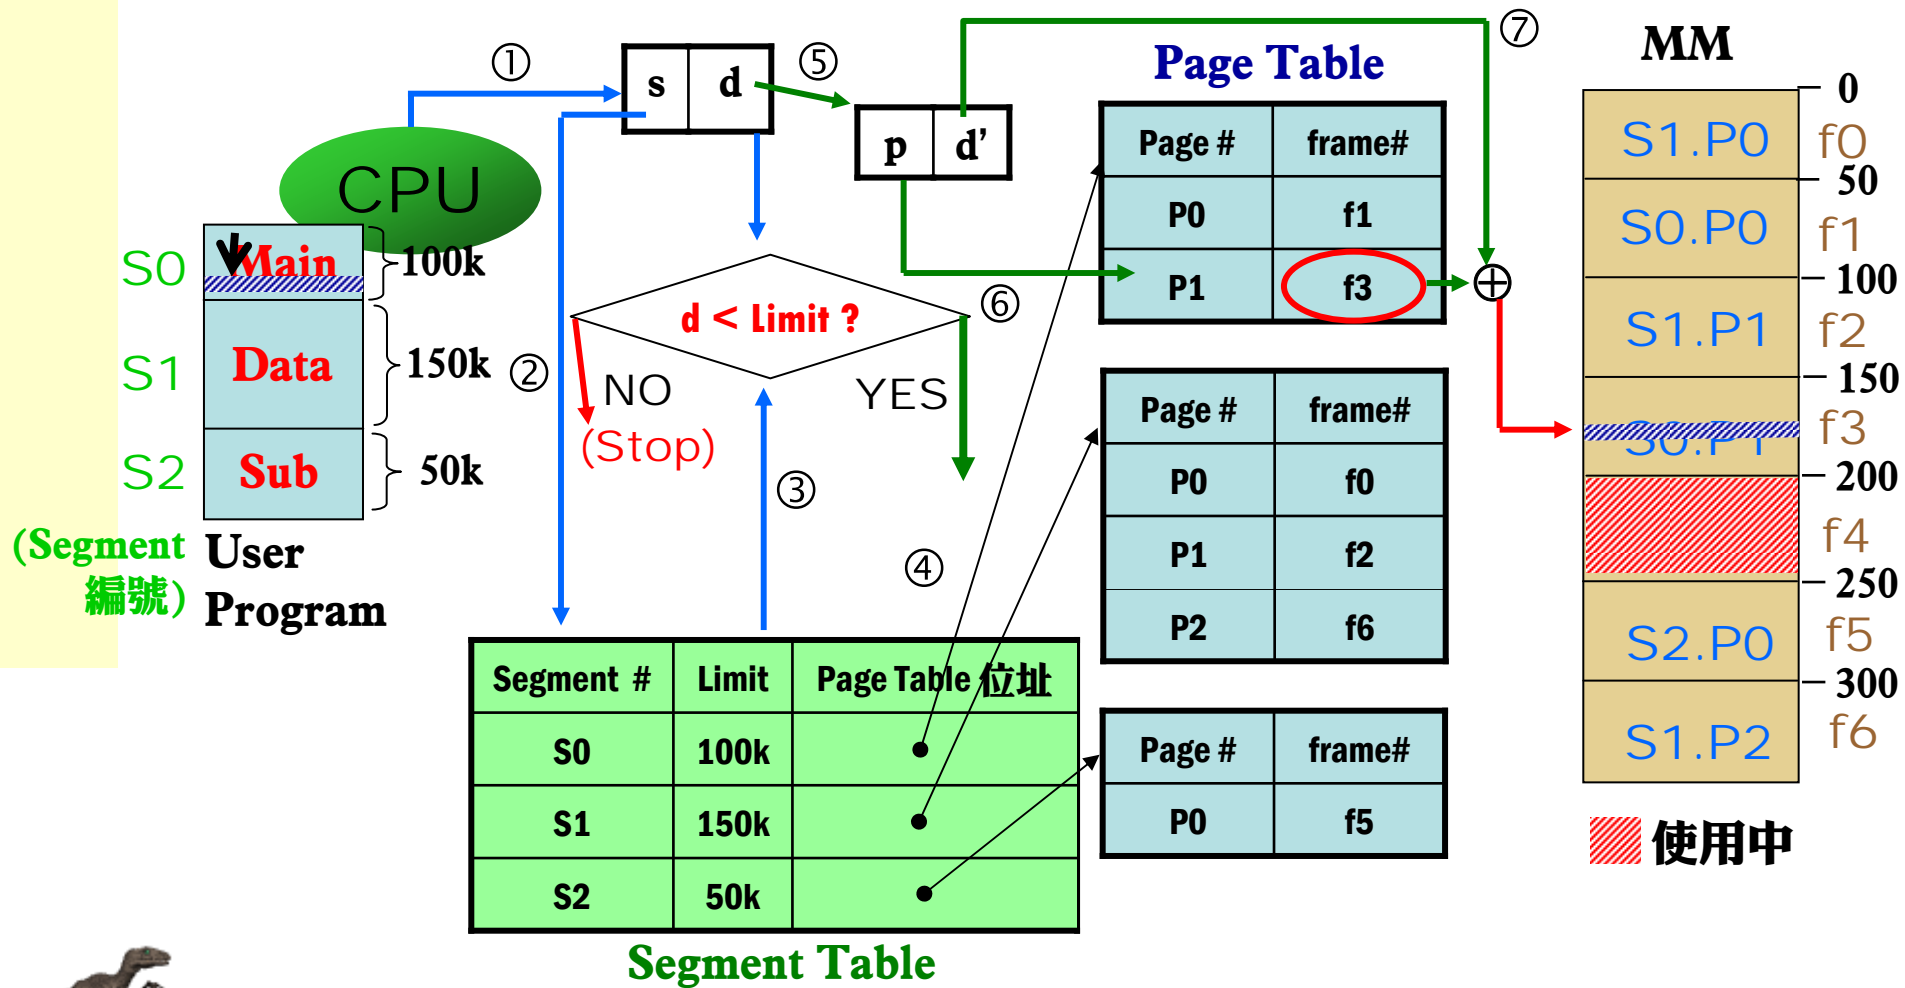 ① ⑤ ⑦
s d
p d'
CPU
S0 Main 100k
S1 Data 150k
S2 Sub 50k
(Segment
編號)
User
Program
②
d < Limit ?
⑥
NO
(Stop)
YES
③
④
Segment # Limit Page Table 位址
S0 100k
S1 150k
S2 50k
Segment Table
Page Table
Page # frame#
P0 f1
P1 f3
Page # frame#
P0 f0
P1 f2
P2 f6
Page # frame#
P0 f5
MM
0
S1.P0 f0
50
S0.P0 f1
100
S1.P1 f2
150
S0.P1 f3
200
f4
250
S2.P0 f5
300
S1.P2 f6
使用中